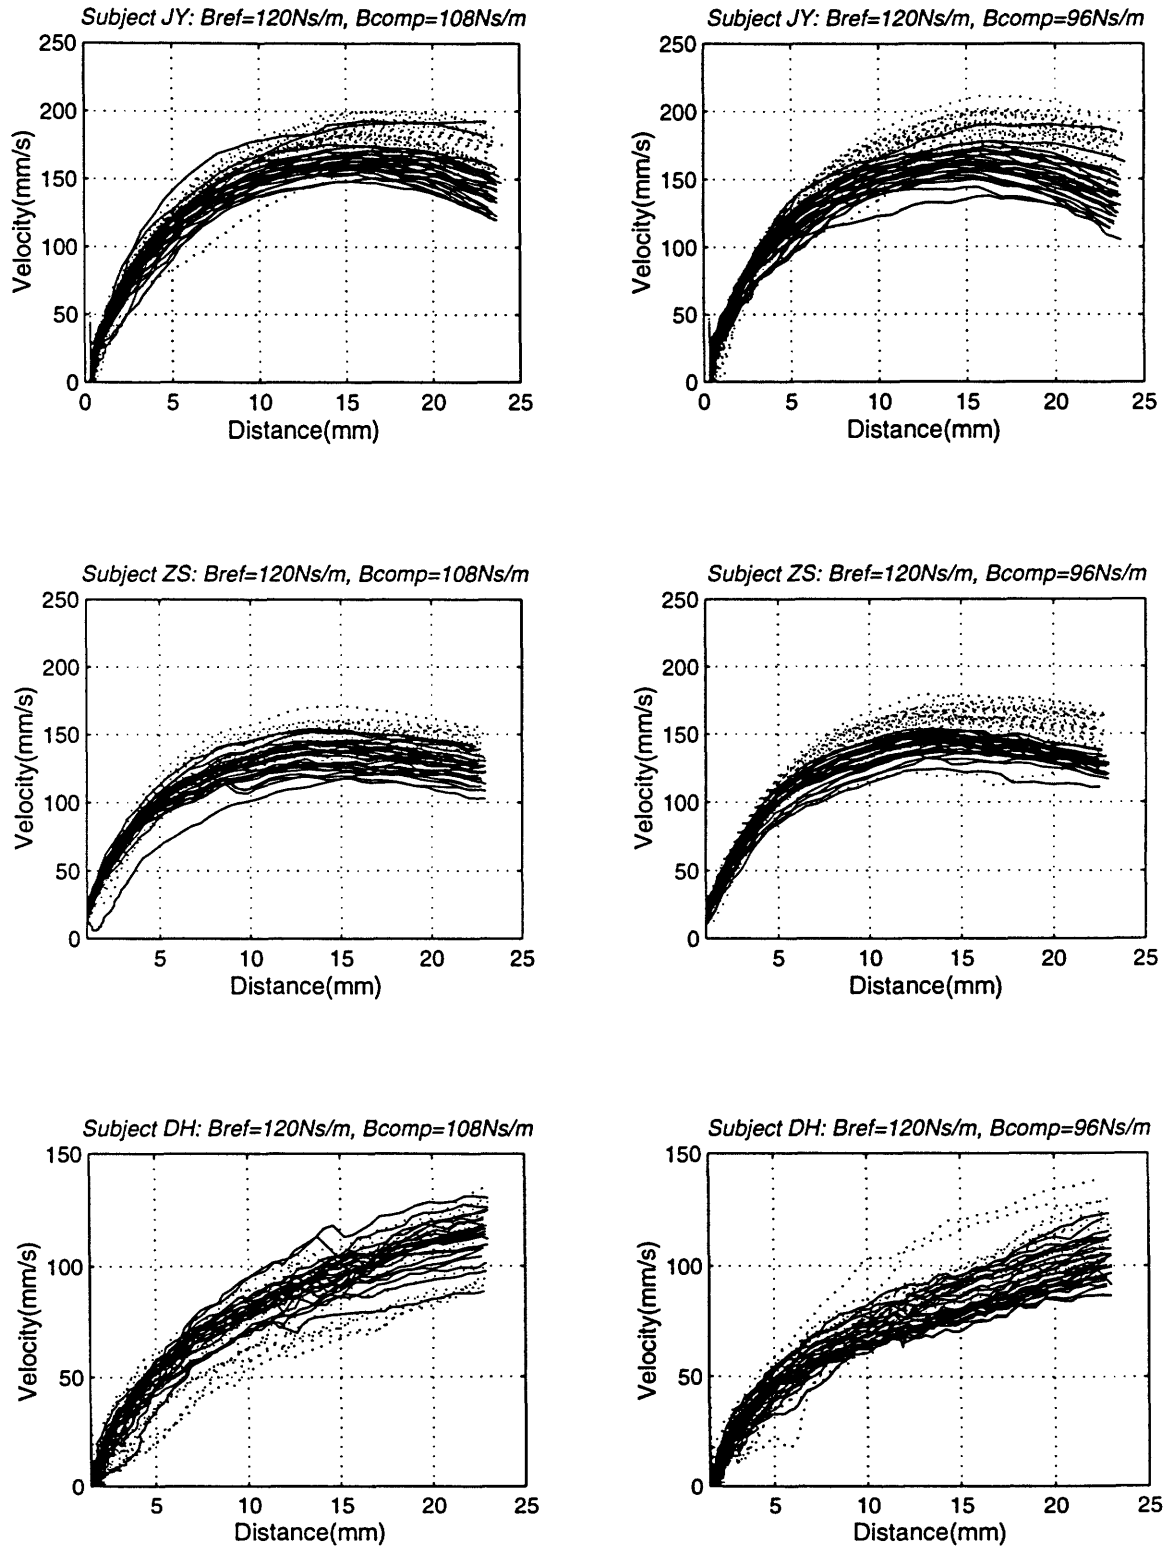 Subject JY: Bref=120Ns/m, Bcomp=108Ns/m
250
200
150
100
50
0
Velocity(mm/s)
0 5 10 15 20 25
Distance(mm)
Subject JY: Bref=120Ns/m, Bcomp=96Ns/m
250
200
150
100
50
0
Velocity(mm/s)
0 5 10 15 20 25
Distance(mm)
Subject ZS: Bref=120Ns/m, Bcomp=108Ns/m
250
200
150
100
50
0
Velocity(mm/s)
5 10 15 20 25
Distance(mm)
Subject ZS: Bref=120Ns/m, Bcomp=96Ns/m
250
200
150
100
50
0
Velocity(mm/s)
5 10 15 20 25
Distance(mm)
Subject DH: Bref=120Ns/m, Bcomp=108Ns/m
150
100
50
0
Velocity(mm/s)
5 10 15 20 25
Distance(mm)
Subject DH: Bref=120Ns/m, Bcomp=96Ns/m
150
100
50
0
Velocity(mm/s)
5 10 15 20 25
Distance(mm)